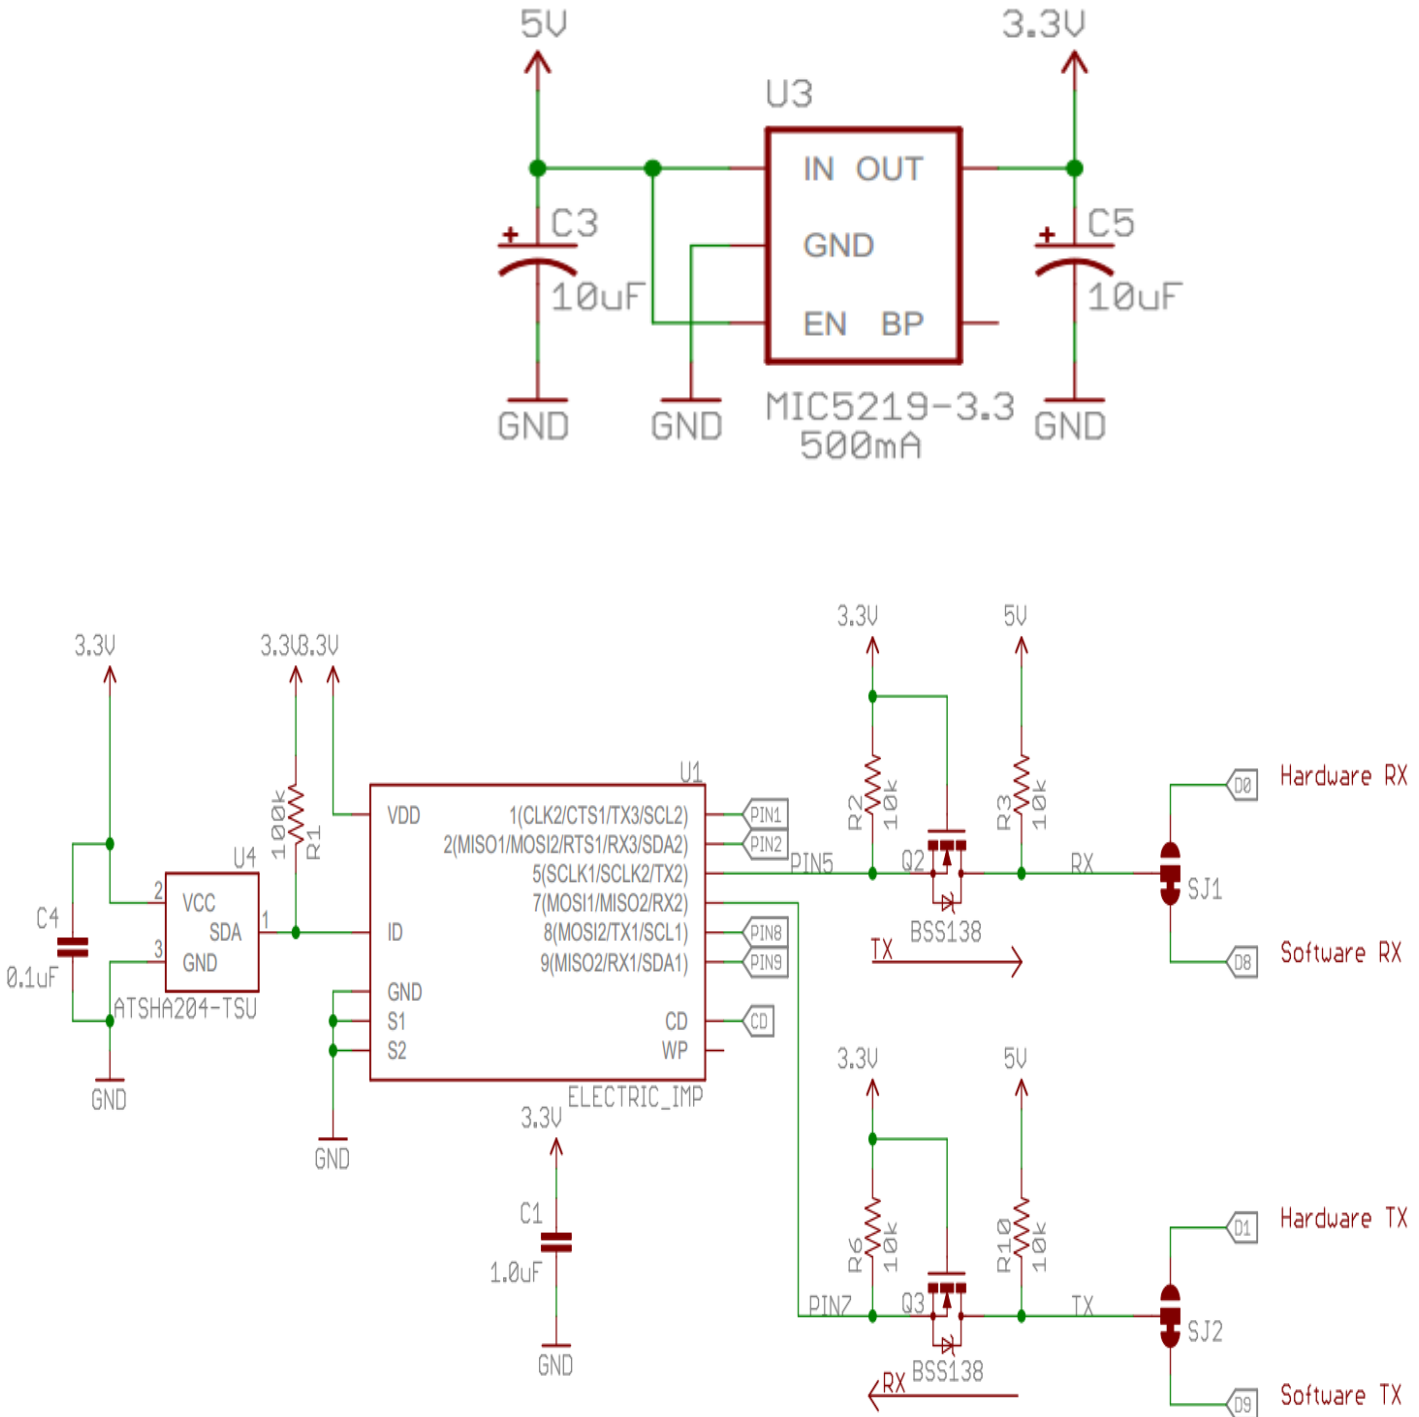 5V
3.3V
U3
IN OUT
GND
EN BP
C3
10uF
C5
10uF
MIC5219-3.3
500mA
GND
GND
GND
3.3V
3.3V
3.3V
3.3V
5V
U1
VDD
1(CLK2/CTS1/TX3/SCL2)
PIN1
2(MISO1/MOSI2/RTS1/RX3/SDA2)
PIN2
5(SCLK1/SCLK2/TX2)
PIN5
7(MOSI1/MISO2/RX2)
ID
8(MOSI2/TX1/SCL1)
PIN8
9(MISO2/RX1/SDA1)
PIN9
GND
S1
CD
CD
S2
WP
ELECTRIC_IMP
100k
R1
U4
2
VCC
SDA
1
3
GND
ATSHA204-TSU
C4
0.1uF
GND
GND
3.3V
C1
1.0uF
GND
R2
10k
R3
10k
Q2
BSS138
TX
RX
D0
Hardware RX
SJ1
D8
Software RX
3.3V
5V
R6
10k
R10
10k
PIN7
Q3
BSS138
RX
TX
D1
Hardware TX
SJ2
D9
Software TX